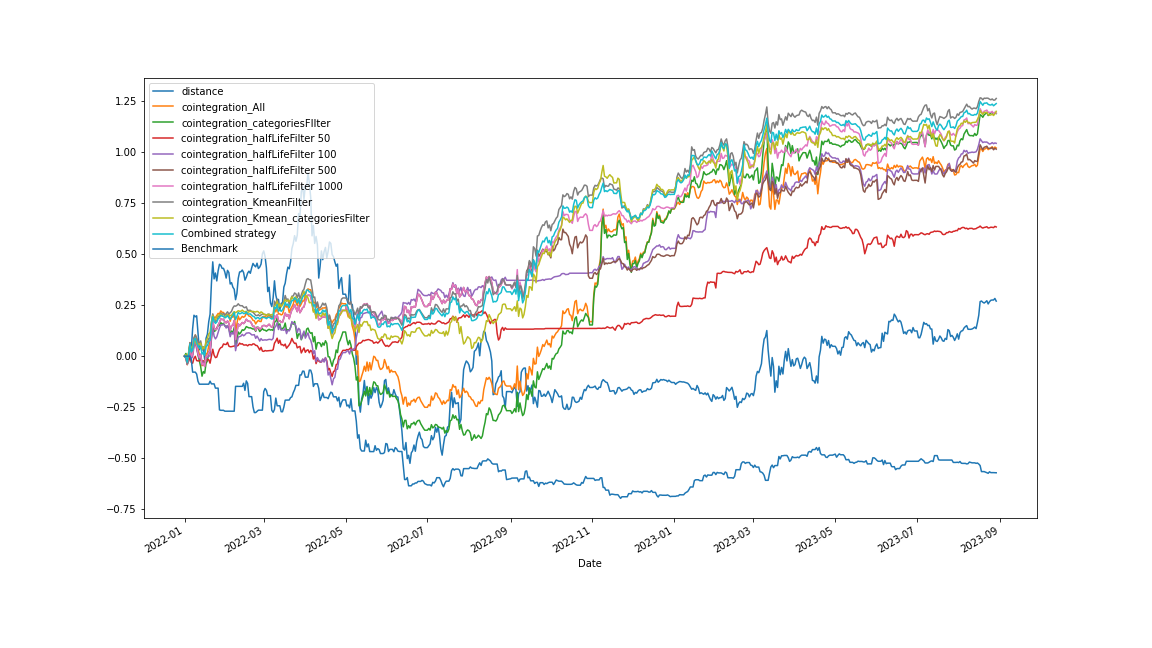 1.25
1.00
0.75
0.50
0.25
0.00
−0.25
−0.50
−0.75
distance
cointegration_All
cointegration_categoriesFIlter
cointegration_halfLifeFilter 50
cointegration_halfLifeFilter 100
cointegration_halfLifeFilter 500
cointegration_halfLifeFilter 1000
cointegration_KmeanFilter
cointegration_Kmean_categoriesFilter
Combined strategy
Benchmark
2022-01
2022-03
2022-05
2022-07
2022-09
2022-11
2023-01
2023-03
2023-05
2023-07
2023-09
Date